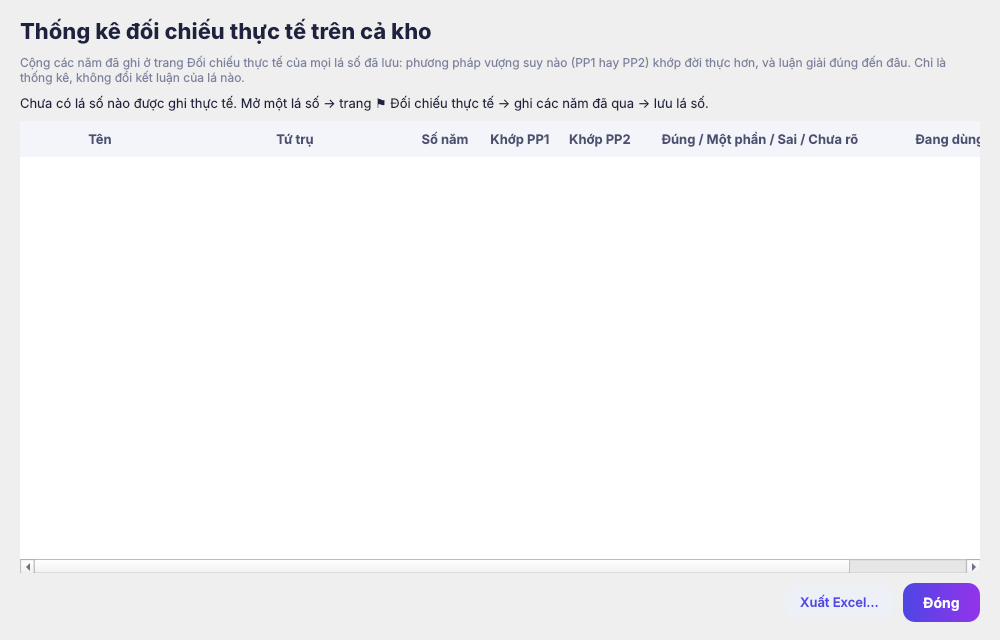 Thống kê đối chiếu thực tế trên cả kho
Cộng các năm đã ghi ở trang Đối chiếu thực tế của mọi lá số đã lưu: phương pháp vượng suy nào (PP1 hay PP2) khớp đời thực hơn, và luận giải đúng đến đâu. Chỉ là
thống kê, không đổi kết luận của lá nào.
Chưa có lá số nào được ghi thực tế. Mở một lá số → trang ⚑ Đối chiếu thực tế → ghi các năm đã qua → lưu lá số.
Tên Tứ trụ Số năm Khớp PP1 Khớp PP2 Đúng / Một phần / Sai / Chưa rõ Đang dùng
Xuất Excel... Đóng